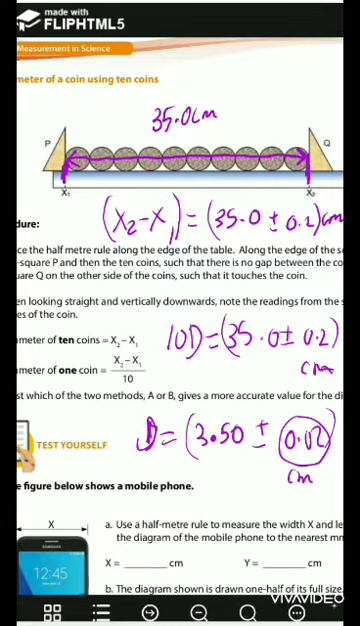 made with
FLIPHTML5
Measurement in Science
meter of a coin using ten coins
35.0cm
P
Q
X₁
X₂
(X₂-X₁)=(35.0±0.2)cm
dure:
ce the half metre rule along the edge of the table. Along the edge of the s
-square P and then the ten coins, such that there is no gap between the co
are Q on the other side of the coins, such that it touches the coin.
en looking straight and vertically downwards, note the readings from the s
es of the coin.
ameter of ten coins = X₂ – X₁
10D=(35.0±0.2)
cm
ameter of one coin = X₂ – X₁
10
st which of the two methods, A or B, gives a more accurate value for the di
D=(3.50±0.02)
cm
TEST YOURSELF
e figure below shows a mobile phone.
X
a. Use a half-metre rule to measure the width X and le
the diagram of the mobile phone to the nearest mm
12:45
X = ______ cm Y = ______ cm
b. The diagram shown is drawn one-half of its full size.
VIVAVIDEO